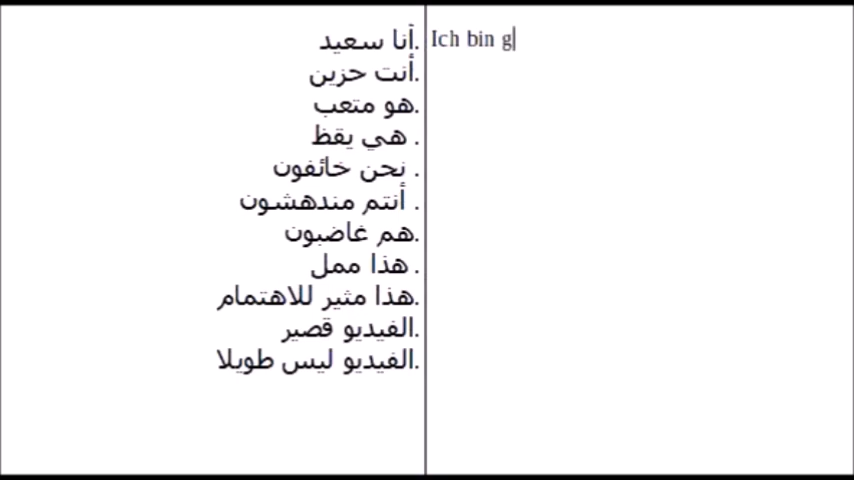 أنا سعيد.
أنت حزين.
هو متعب.
هي يقظ .
نحن خائفون .
أنتم مندهشون .
هم غاضبون.
هذا ممل .
هذا مثير للاهتمام.
الفيديو قصير.
الفيديو ليس طويلا.
Ich bin g